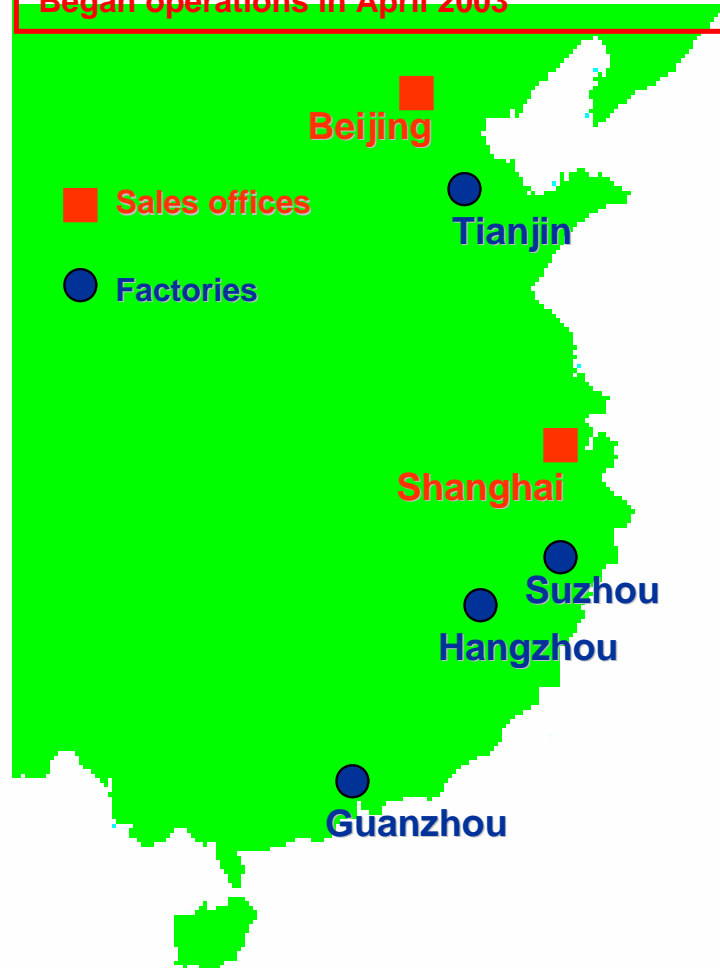 Began operations in April 2003
Beijing
Sales offices
Tianjin
Factories
Shanghai
Suzhou
Hangzhou
Guanzhou